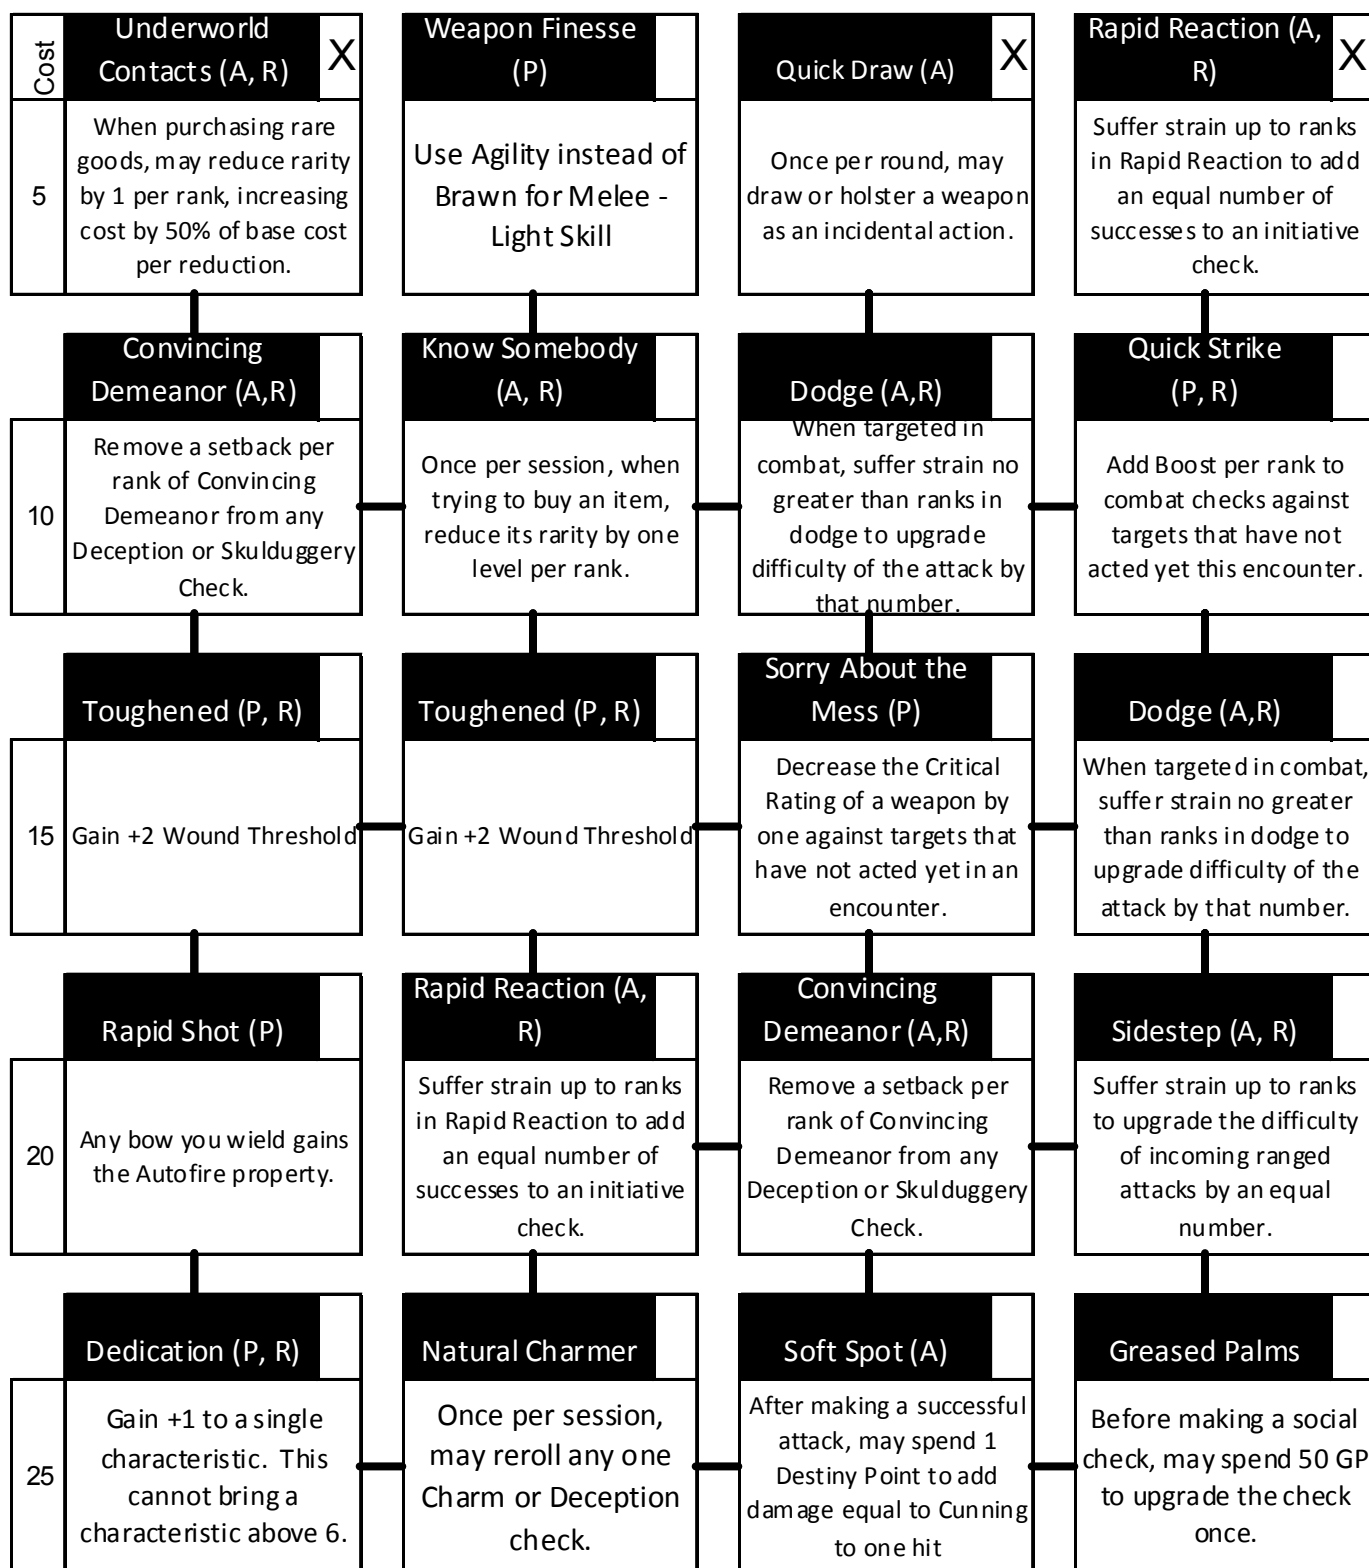 Cost
Underworld
Contacts (A, R)
X
Weapon Finesse
(P)
Quick Draw (A)
X
Rapid Reaction (A,
R)
X
5
When purchasing rare
goods, may reduce rarity
by 1 per rank, increasing
cost by 50% of base cost
per reduction.
Use Agility instead of
Brawn for Melee -
Light Skill
Once per round, may
draw or holster a weapon
as an incidental action.
Suffer strain up to ranks
in Rapid Reaction to add
an equal number of
successes to an initiative
check.
Convincing
Demeanor (A,R)
Know Somebody
(A, R)
Dodge (A,R)
Quick Strike
(P, R)
10
Remove a setback per
rank of Convincing
Demeanor from any
Deception or Skulduggery
Check.
Once per session, when
trying to buy an item,
reduce its rarity by one
level per rank.
When targeted in
combat, suffer strain no
greater than ranks in
dodge to upgrade
difficulty of the attack by
that number.
Add Boost per rank to
combat checks against
targets that have not
acted yet this encounter.
Toughened (P, R)
Toughened (P, R)
Sorry About the
Mess (P)
Dodge (A,R)
15
Gain +2 Wound Threshold
Gain +2 Wound Threshold
Decrease the Critical
Rating of a weapon by
one against targets that
have not acted yet in an
encounter.
When targeted in combat,
suffer strain no greater
than ranks in dodge to
upgrade difficulty of the
attack by that number.
Rapid Shot (P)
Rapid Reaction (A,
R)
Convincing
Demeanor (A,R)
Sidestep (A, R)
20
Any bow you wield gains
the Autofire property.
Suffer strain up to ranks
in Rapid Reaction to add
an equal number of
successes to an initiative
check.
Remove a setback per
rank of Convincing
Demeanor from any
Deception or Skulduggery
Check.
Suffer strain up to ranks
to upgrade the difficulty
of incoming ranged
attacks by an equal
number.
Dedication (P, R)
Natural Charmer
Soft Spot (A)
Greased Palms
25
Gain +1 to a single
characteristic. This
cannot bring a
characteristic above 6.
Once per session,
may reroll any one
Charm or Deception
check.
After making a successful
attack, may spend 1
Destiny Point to add
damage equal to Cunning
to one hit
Before making a social
check, may spend 50 GP
to upgrade the check
once.